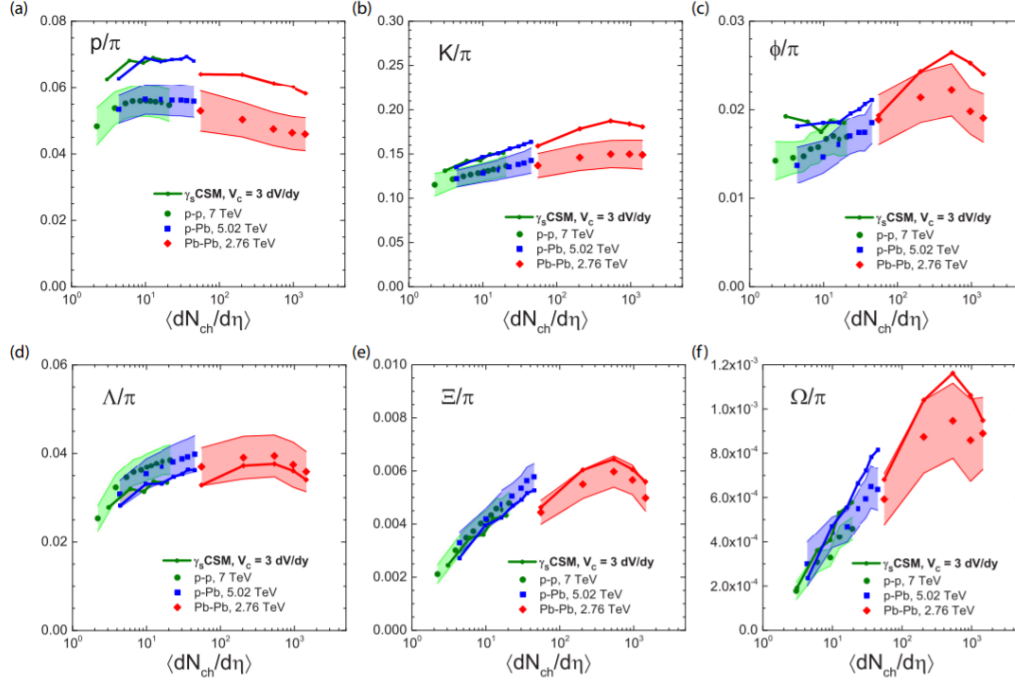 (a)
p/π
0.08
0.06
0.04
0.02
0.00
γsCSM, VC = 3 dV/dy
p-p, 7 TeV
p-Pb, 5.02 TeV
Pb-Pb, 2.76 TeV
10⁰ 10¹ 10² 10³
⟨dNch/dη⟩
(b)
K/π
0.30
0.25
0.20
0.15
0.10
0.05
0.00
γsCSM, VC = 3 dV/dy
p-p, 7 TeV
p-Pb, 5.02 TeV
Pb-Pb, 2.76 TeV
10⁰ 10¹ 10² 10³
⟨dNch/dη⟩
(c)
ϕ/π
0.03
0.02
0.01
0.00
γsCSM, VC = 3 dV/dy
p-p, 7 TeV
p-Pb, 5.02 TeV
Pb-Pb, 2.76 TeV
10⁰ 10¹ 10² 10³
⟨dNch/dη⟩
(d)
Λ/π
0.06
0.04
0.02
0.00
γsCSM, VC = 3 dV/dy
p-p, 7 TeV
p-Pb, 5.02 TeV
Pb-Pb, 2.76 TeV
10⁰ 10¹ 10² 10³
⟨dNch/dη⟩
(e)
Ξ/π
0.010
0.008
0.006
0.004
0.002
0.000
γsCSM, VC = 3 dV/dy
p-p, 7 TeV
p-Pb, 5.02 TeV
Pb-Pb, 2.76 TeV
10⁰ 10¹ 10² 10³
⟨dNch/dη⟩
(f)
Ω/π
1.2x10⁻³
1.0x10⁻³
8.0x10⁻⁴
6.0x10⁻⁴
4.0x10⁻⁴
2.0x10⁻⁴
0.0
γsCSM, VC = 3 dV/dy
p-p, 7 TeV
p-Pb, 5.02 TeV
Pb-Pb, 2.76 TeV
10⁰ 10¹ 10² 10³
⟨dNch/dη⟩